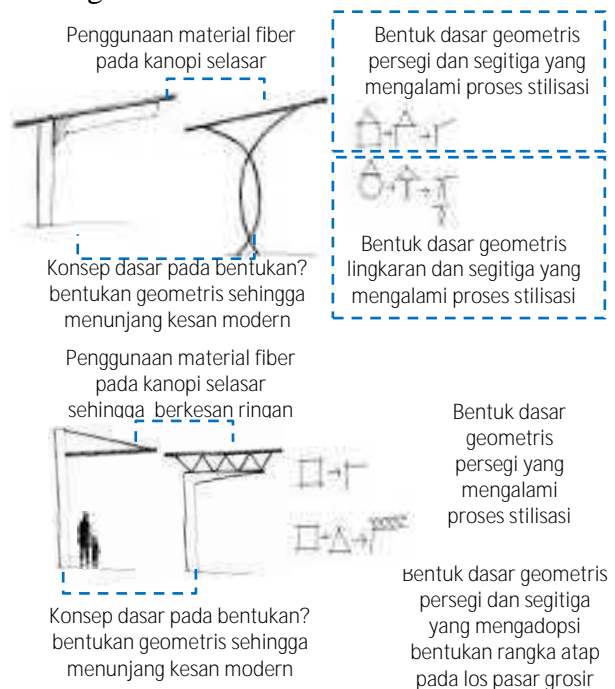 Penggunaan material fiber
pada kanopi selasar
Bentuk dasar geometris
persegi dan segitiga yang
mengalami proses stilisasi
Konsep dasar pada bentukan?
bentukan geometris sehingga
menunjang kesan modern
Bentuk dasar geometris
lingkaran dan segitiga yang
mengalami proses stilisasi
Penggunaan material fiber
pada kanopi selasar
sehingga berkesan ringan
Bentuk dasar
geometris
persegi yang
mengalami
proses stilisasi
Konsep dasar pada bentukan?
bentukan geometris sehingga
menunjang kesan modern
Bentuk dasar geometris
persegi dan segitiga
yang mengadopsi
bentukan rangka atap
pada los pasar grosir